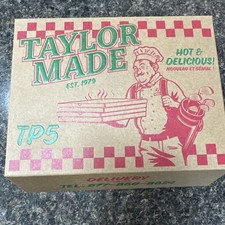 TAYLOR
MADE
EST. 1979
HOT &
DELICIOUS!
TP5
DELIVERY